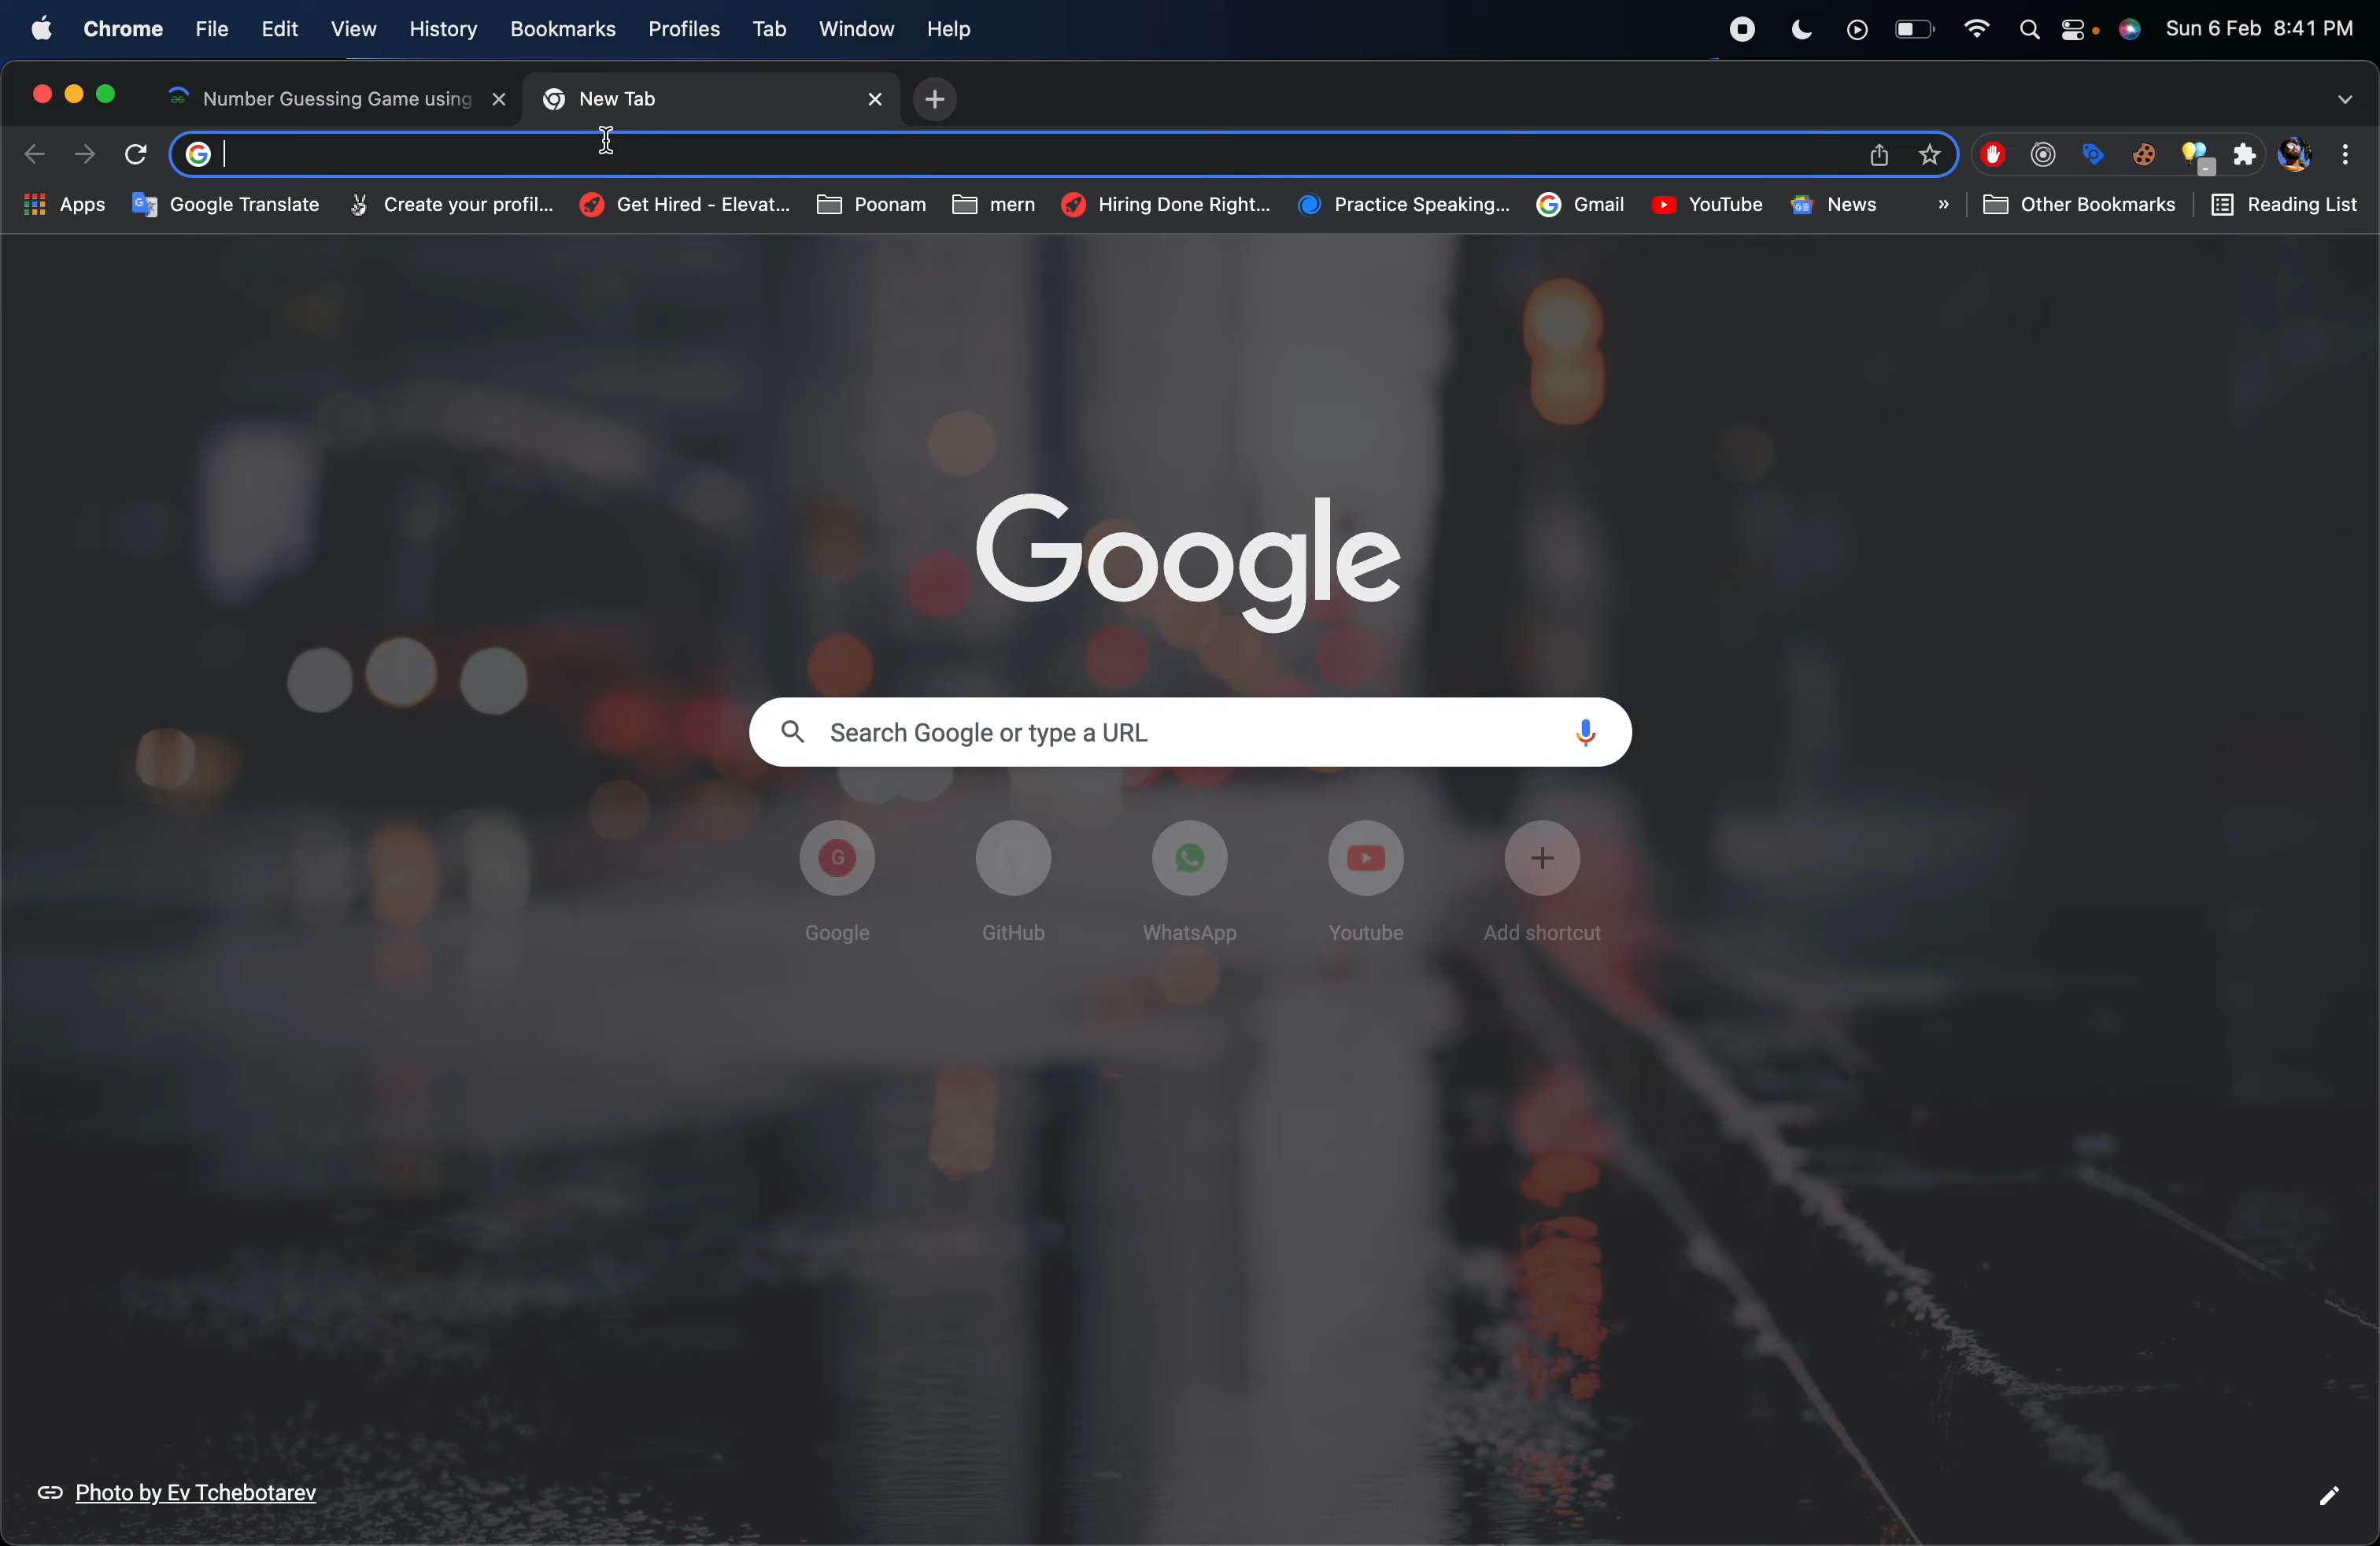 Chrome File Edit View History Bookmarks Profiles Tab Window Help Sun 6 Feb 8:41 PM
Number Guessing Game using New Tab
Apps Google Translate Create your profil... Get Hired - Elevat... Poonam mern Hiring Done Right... Practice Speaking... Gmail YouTube News » Other Bookmarks Reading List
Google
Search Google or type a URL
Google GitHub WhatsApp Youtube Add shortcut
Photo by Ev Tchebotarev